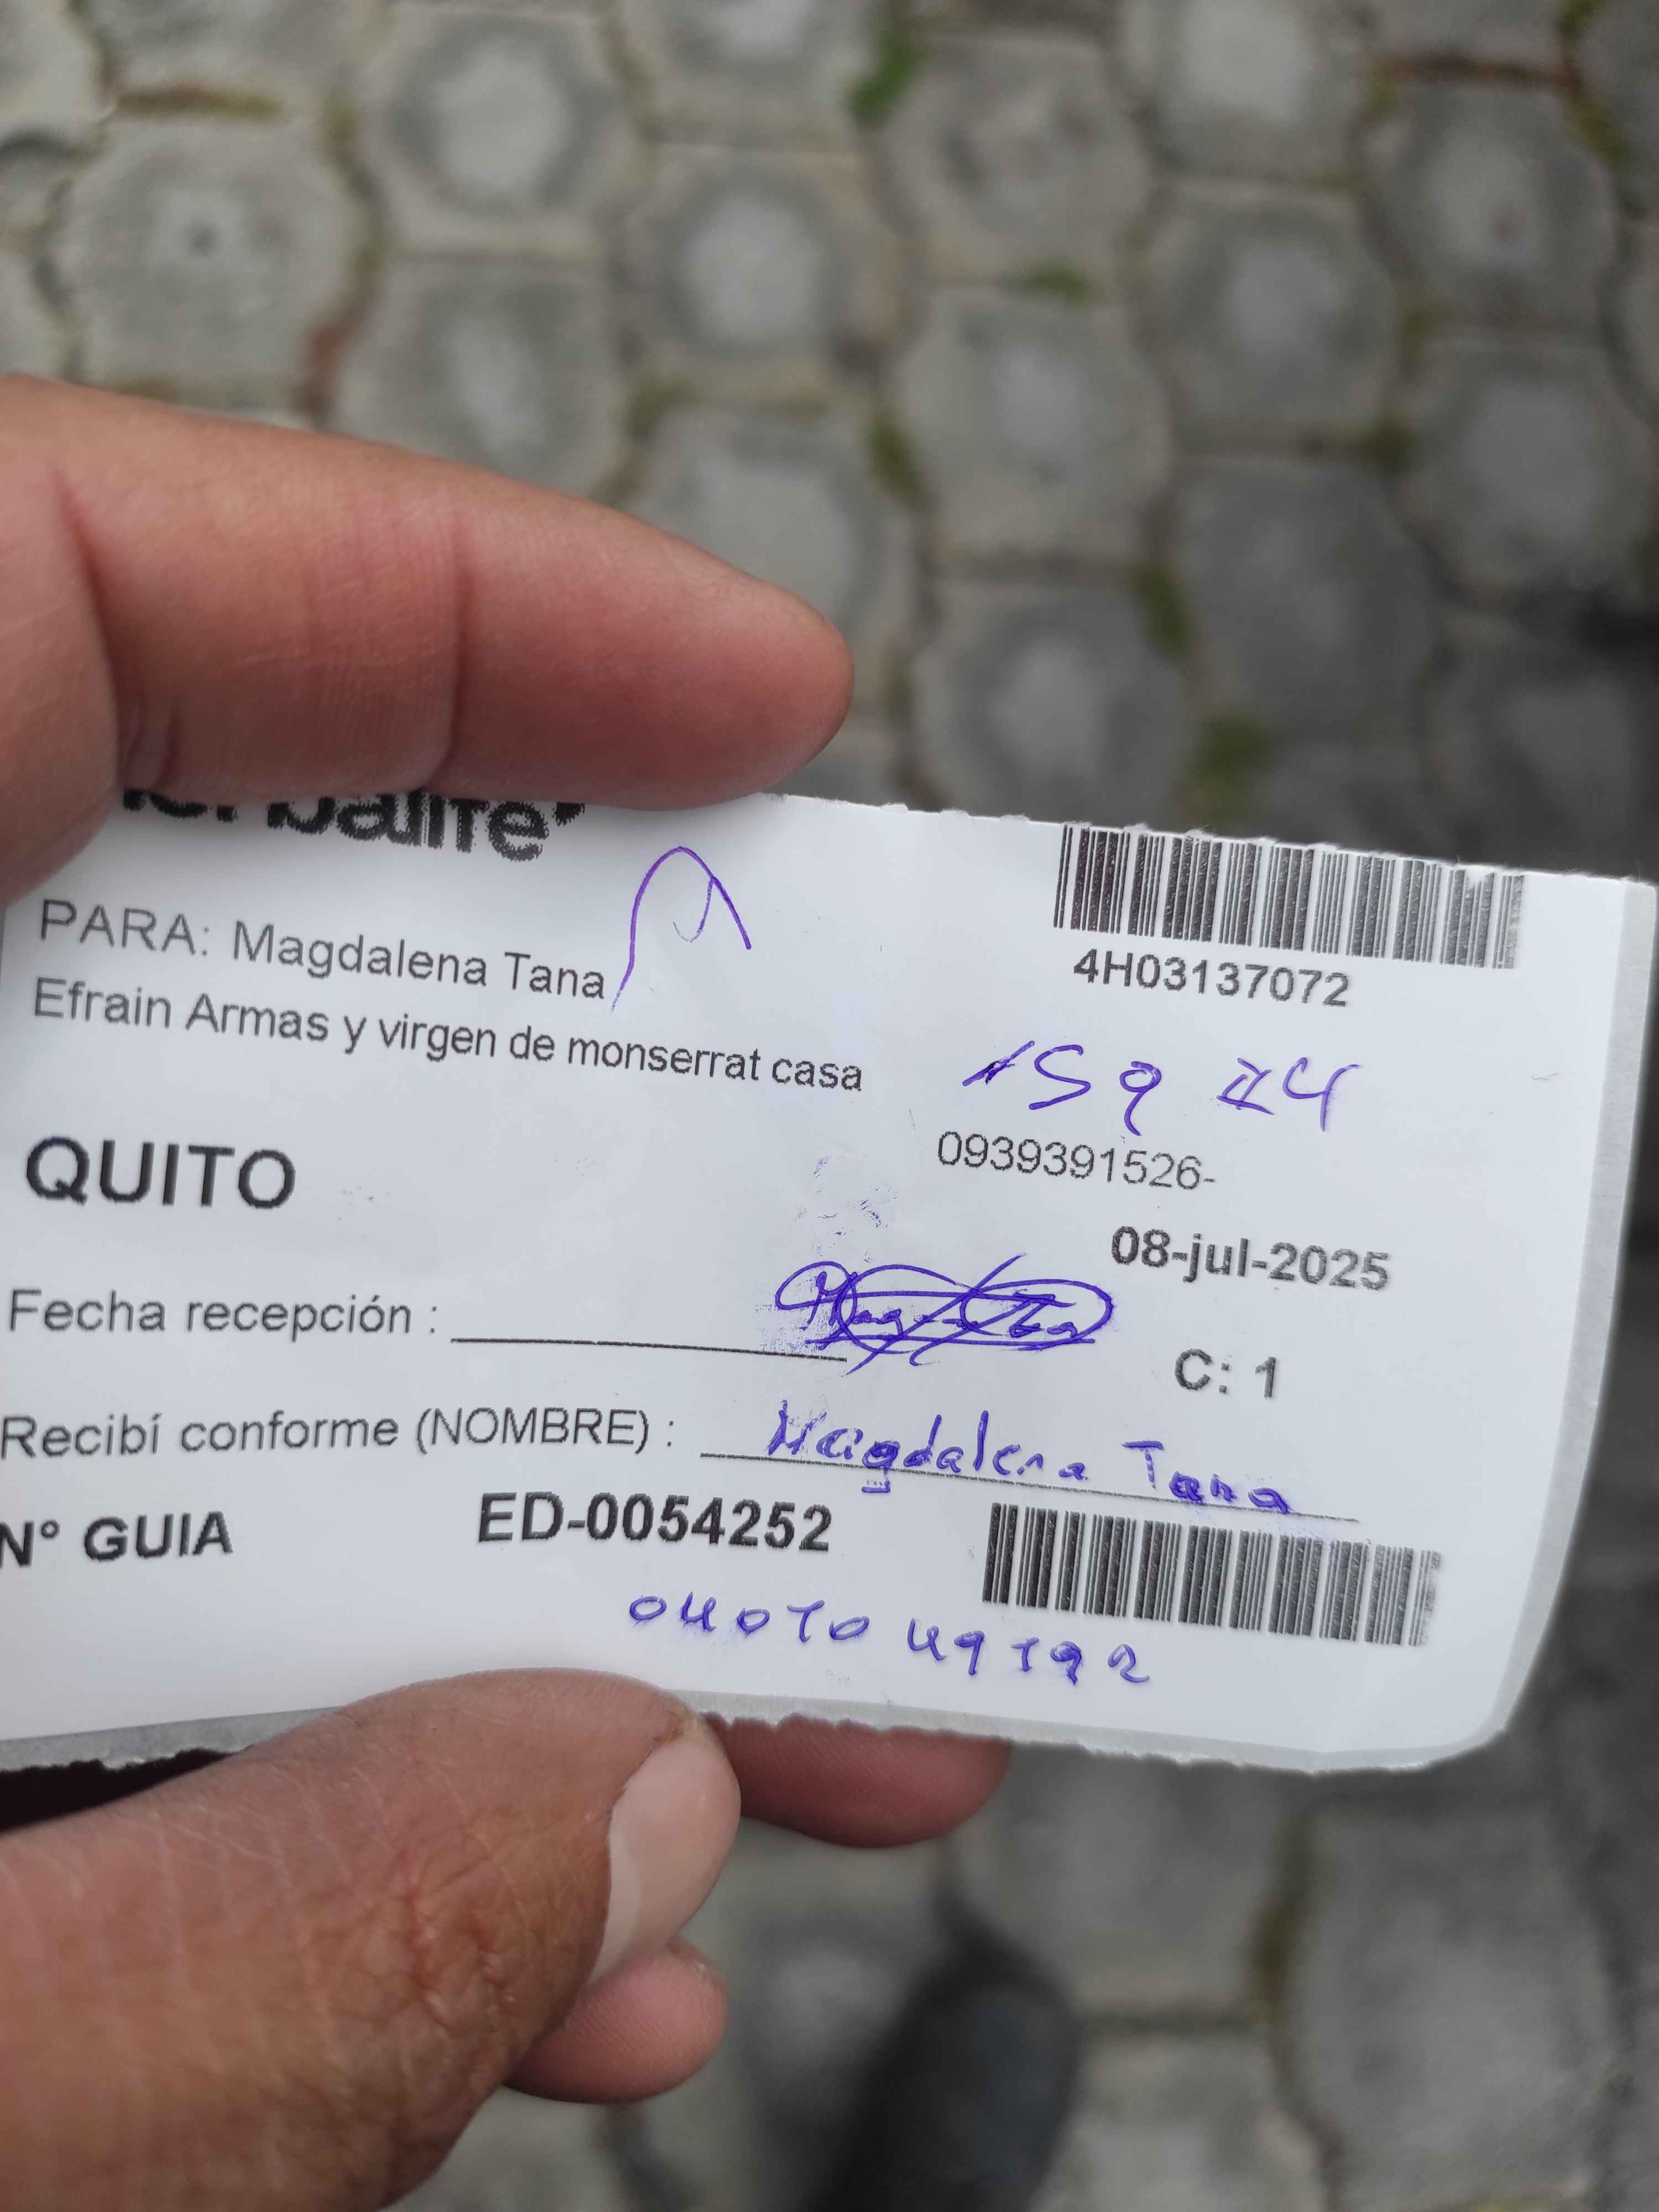 PARA: Magdalena Tana
4H03137072
Efrain Armas y virgen de monserrat casa
0939391526-
QUITO
08-jul-2025
Fecha recepción :
C: 1
Recibí conforme (NOMBRE) : Magdalena Tana
N° GUIA ED-0054252